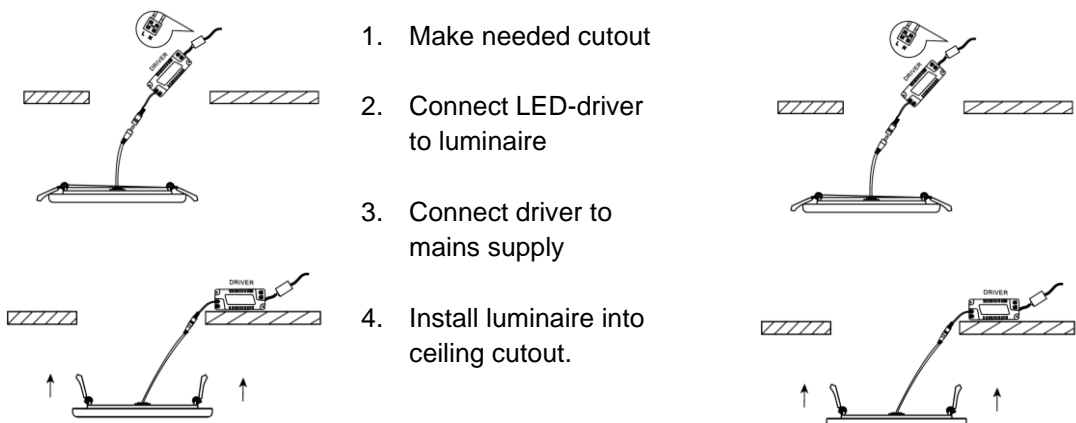 DRIVER
1. Make needed cutout
2. Connect LED-driver
to luminaire
3. Connect driver to
mains supply
DRIVER
4. Install luminaire into
ceiling cutout.
DRIVER
DRIVER